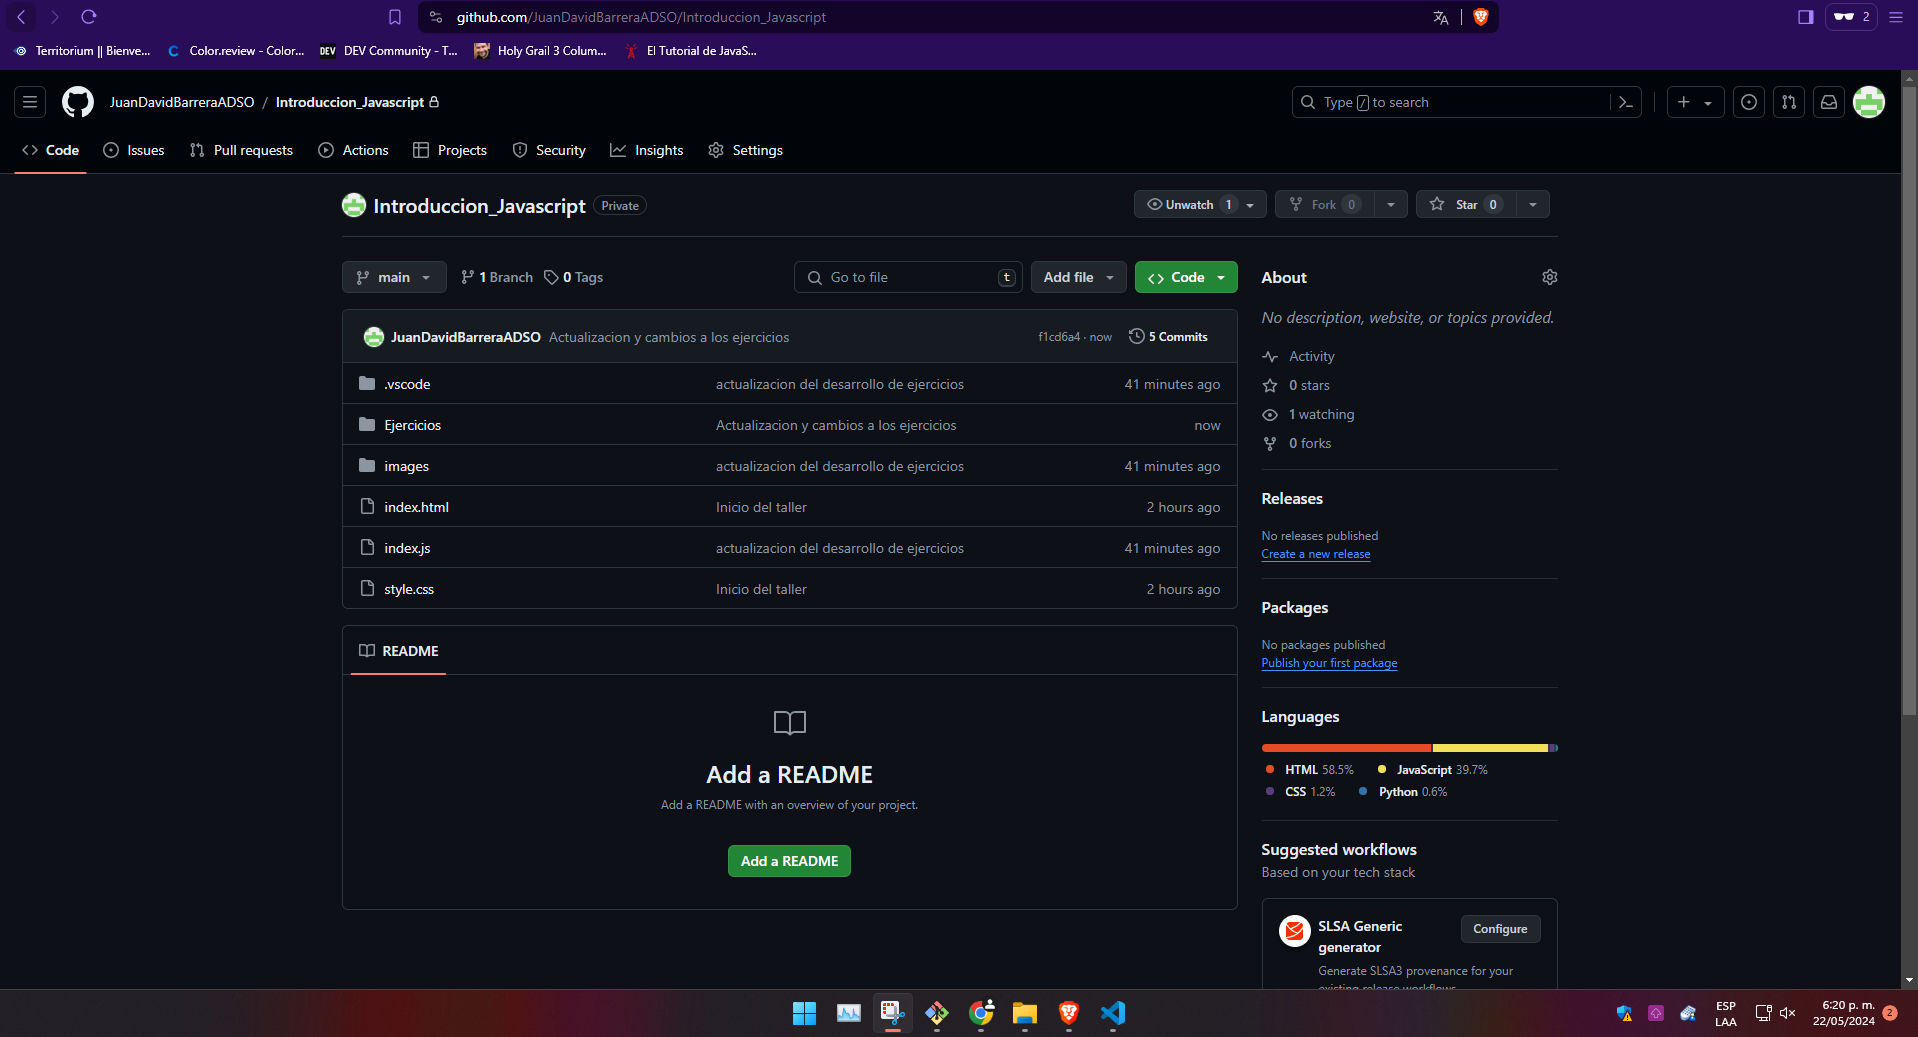 github.com/JuanDavidBarreraADSO/Introduccion_Javascript
2
Territorium || Bienve...
Color.review - Color...
DEV DEV Community - T...
Holy Grail 3 Colum...
El Tutorial de JavaS...
JuanDavidBarreraADSO / Introduccion_Javascript
Type / to search
Code
Issues
Pull requests
Actions
Projects
Security
Insights
Settings
Introduccion_Javascript Private
Unwatch 1
Fork 0
Star 0
main
1 Branch
0 Tags
Go to file t
Add file
Code
JuanDavidBarreraADSO Actualizacion y cambios a los ejercicios f1cd6a4 · now 5 Commits
.vscode actualizacion del desarrollo de ejercicios 41 minutes ago
Ejercicios Actualizacion y cambios a los ejercicios now
images actualizacion del desarrollo de ejercicios 41 minutes ago
index.html Inicio del taller 2 hours ago
index.js actualizacion del desarrollo de ejercicios 41 minutes ago
style.css Inicio del taller 2 hours ago
README
Add a README
Add a README with an overview of your project.
Add a README
About
No description, website, or topics provided.
Activity
0 stars
1 watching
0 forks
Releases
No releases published
Create a new release
Packages
No packages published
Publish your first package
Languages
HTML 58.5% JavaScript 39.7%
CSS 1.2% Python 0.6%
Suggested workflows
Based on your tech stack
SLSA Generic
generator
Configure
Generate SLSA3 provenance for your
existing release workflows
ESP
LAA
6:20 p. m.
22/05/2024
2